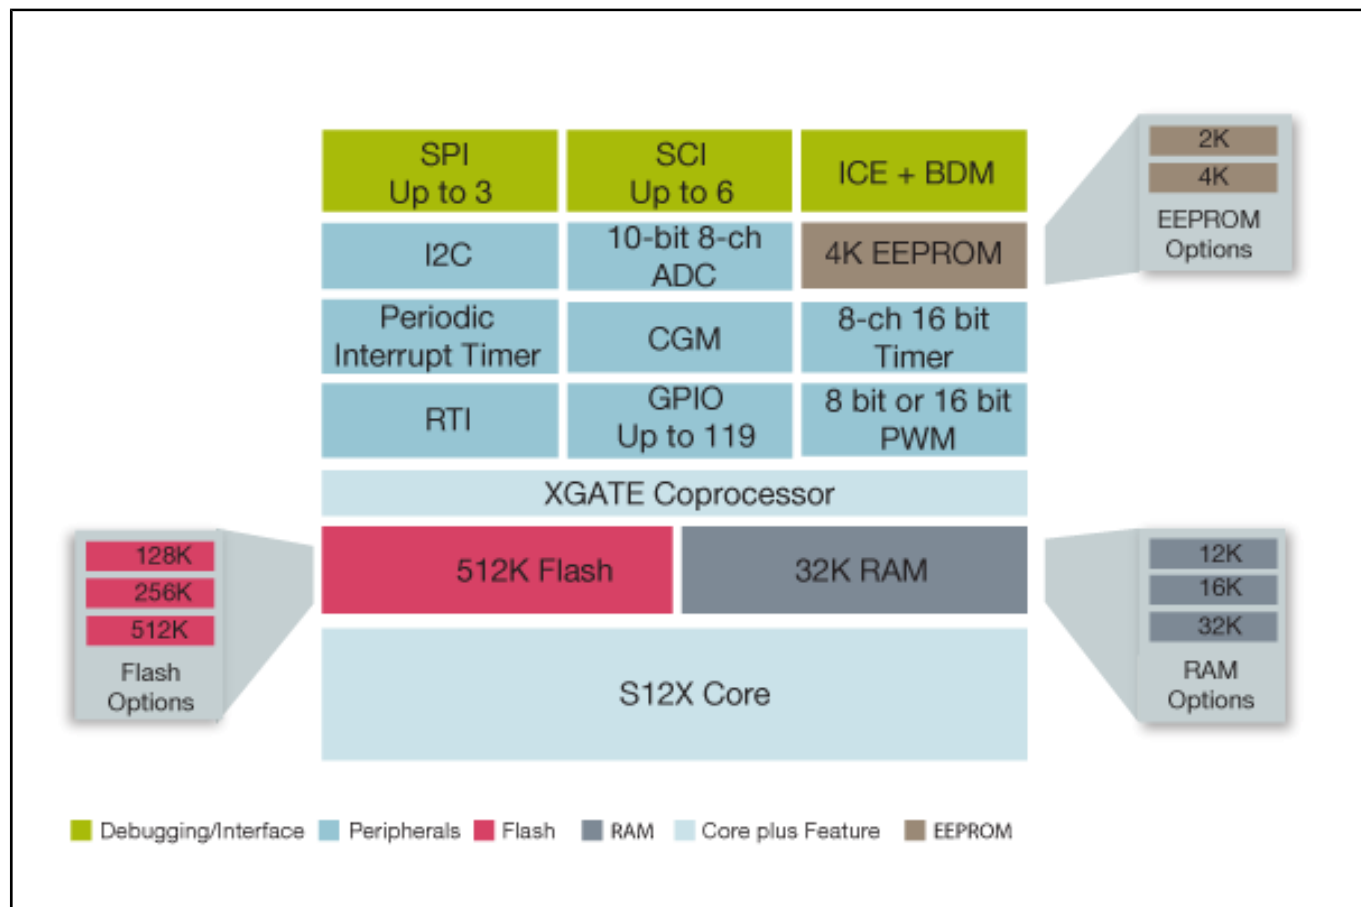 SPI
Up to 3
SCI
Up to 6
ICE + BDM
2K
4K
EEPROM
Options
I2C
10-bit 8-ch
ADC
4K EEPROM
Periodic
Interrupt Timer
CGM
8-ch 16 bit
Timer
RTI
GPIO
Up to 119
8 bit or 16 bit
PWM
XGATE Coprocessor
128K
256K
512K
Flash
Options
512K Flash
32K RAM
12K
16K
32K
RAM
Options
S12X Core
Debugging/Interface
Peripherals
Flash
RAM
Core plus Feature
EEPROM